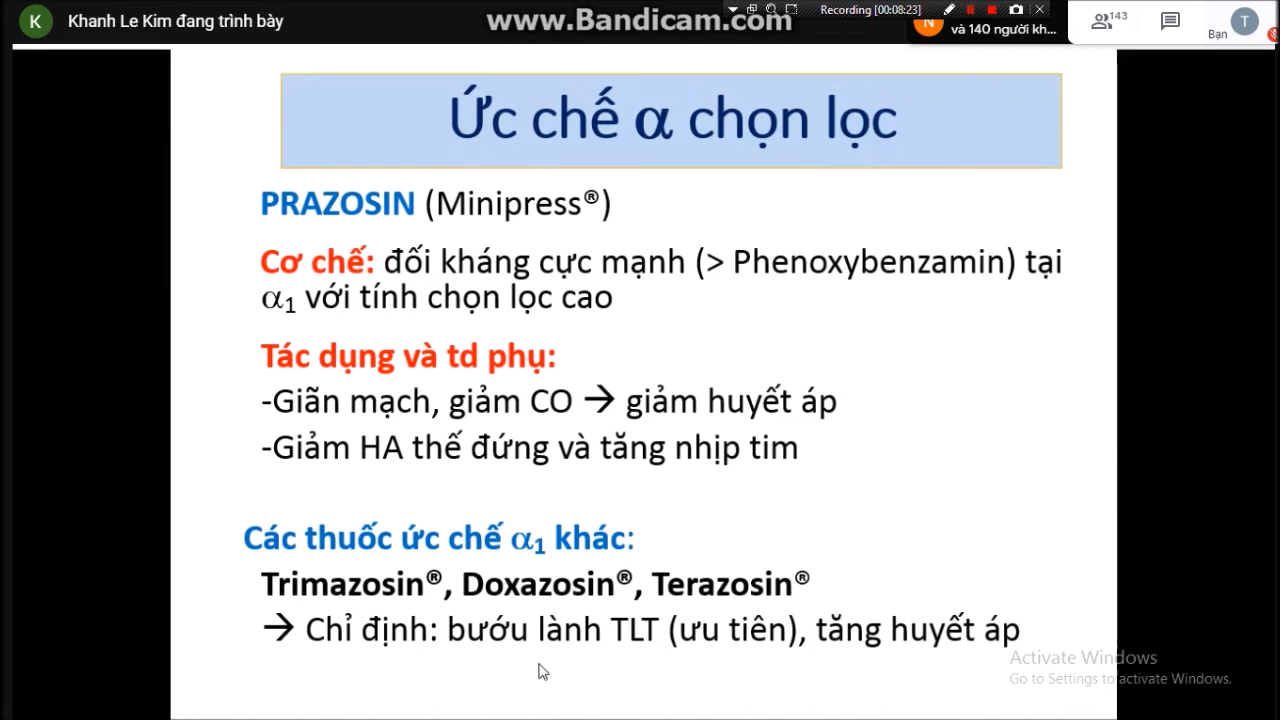 K Khanh Le Kim đang trình bày
www.Bandicam.com
Recording [00:08:23]
N và 140 người kh...
143
Bạn
T
Ức chế α chọn lọc
PRAZOSIN (Minipress®)
Cơ chế: đối kháng cực mạnh (> Phenoxybenzamin) tại
α1 với tính chọn lọc cao
Tác dụng và td phụ:
-Giãn mạch, giảm CO → giảm huyết áp
-Giảm HA thế đứng và tăng nhịp tim
Các thuốc ức chế α1 khác:
Trimazosin®, Doxazosin®, Terazosin®
→ Chỉ định: bướu lành TLT (ưu tiên), tăng huyết áp
Activate Windows
Go to Settings to activate Windows.